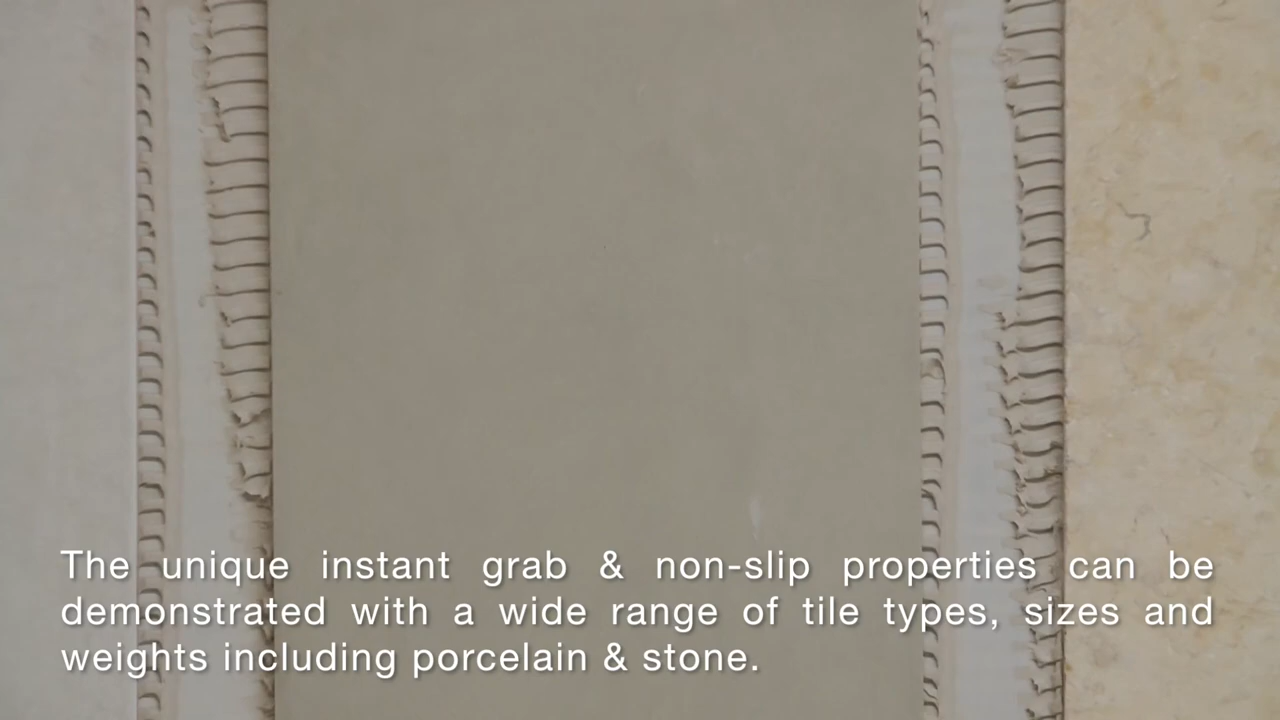 The unique instant grab & non-slip properties can be
demonstrated with a wide range of tile types, sizes and
weights including porcelain & stone.